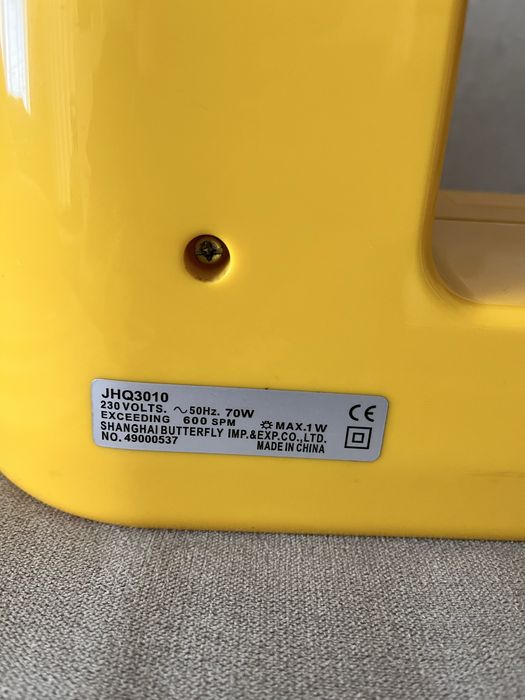 JHQ3010
230 VOLTS. ~50Hz. 70W
EXCEEDING 600 SPM MAX.1W
SHANGHAI BUTTERFLY IMP.&EXP.CO.,LTD.
NO. 49000537 MADE IN CHINA
CE